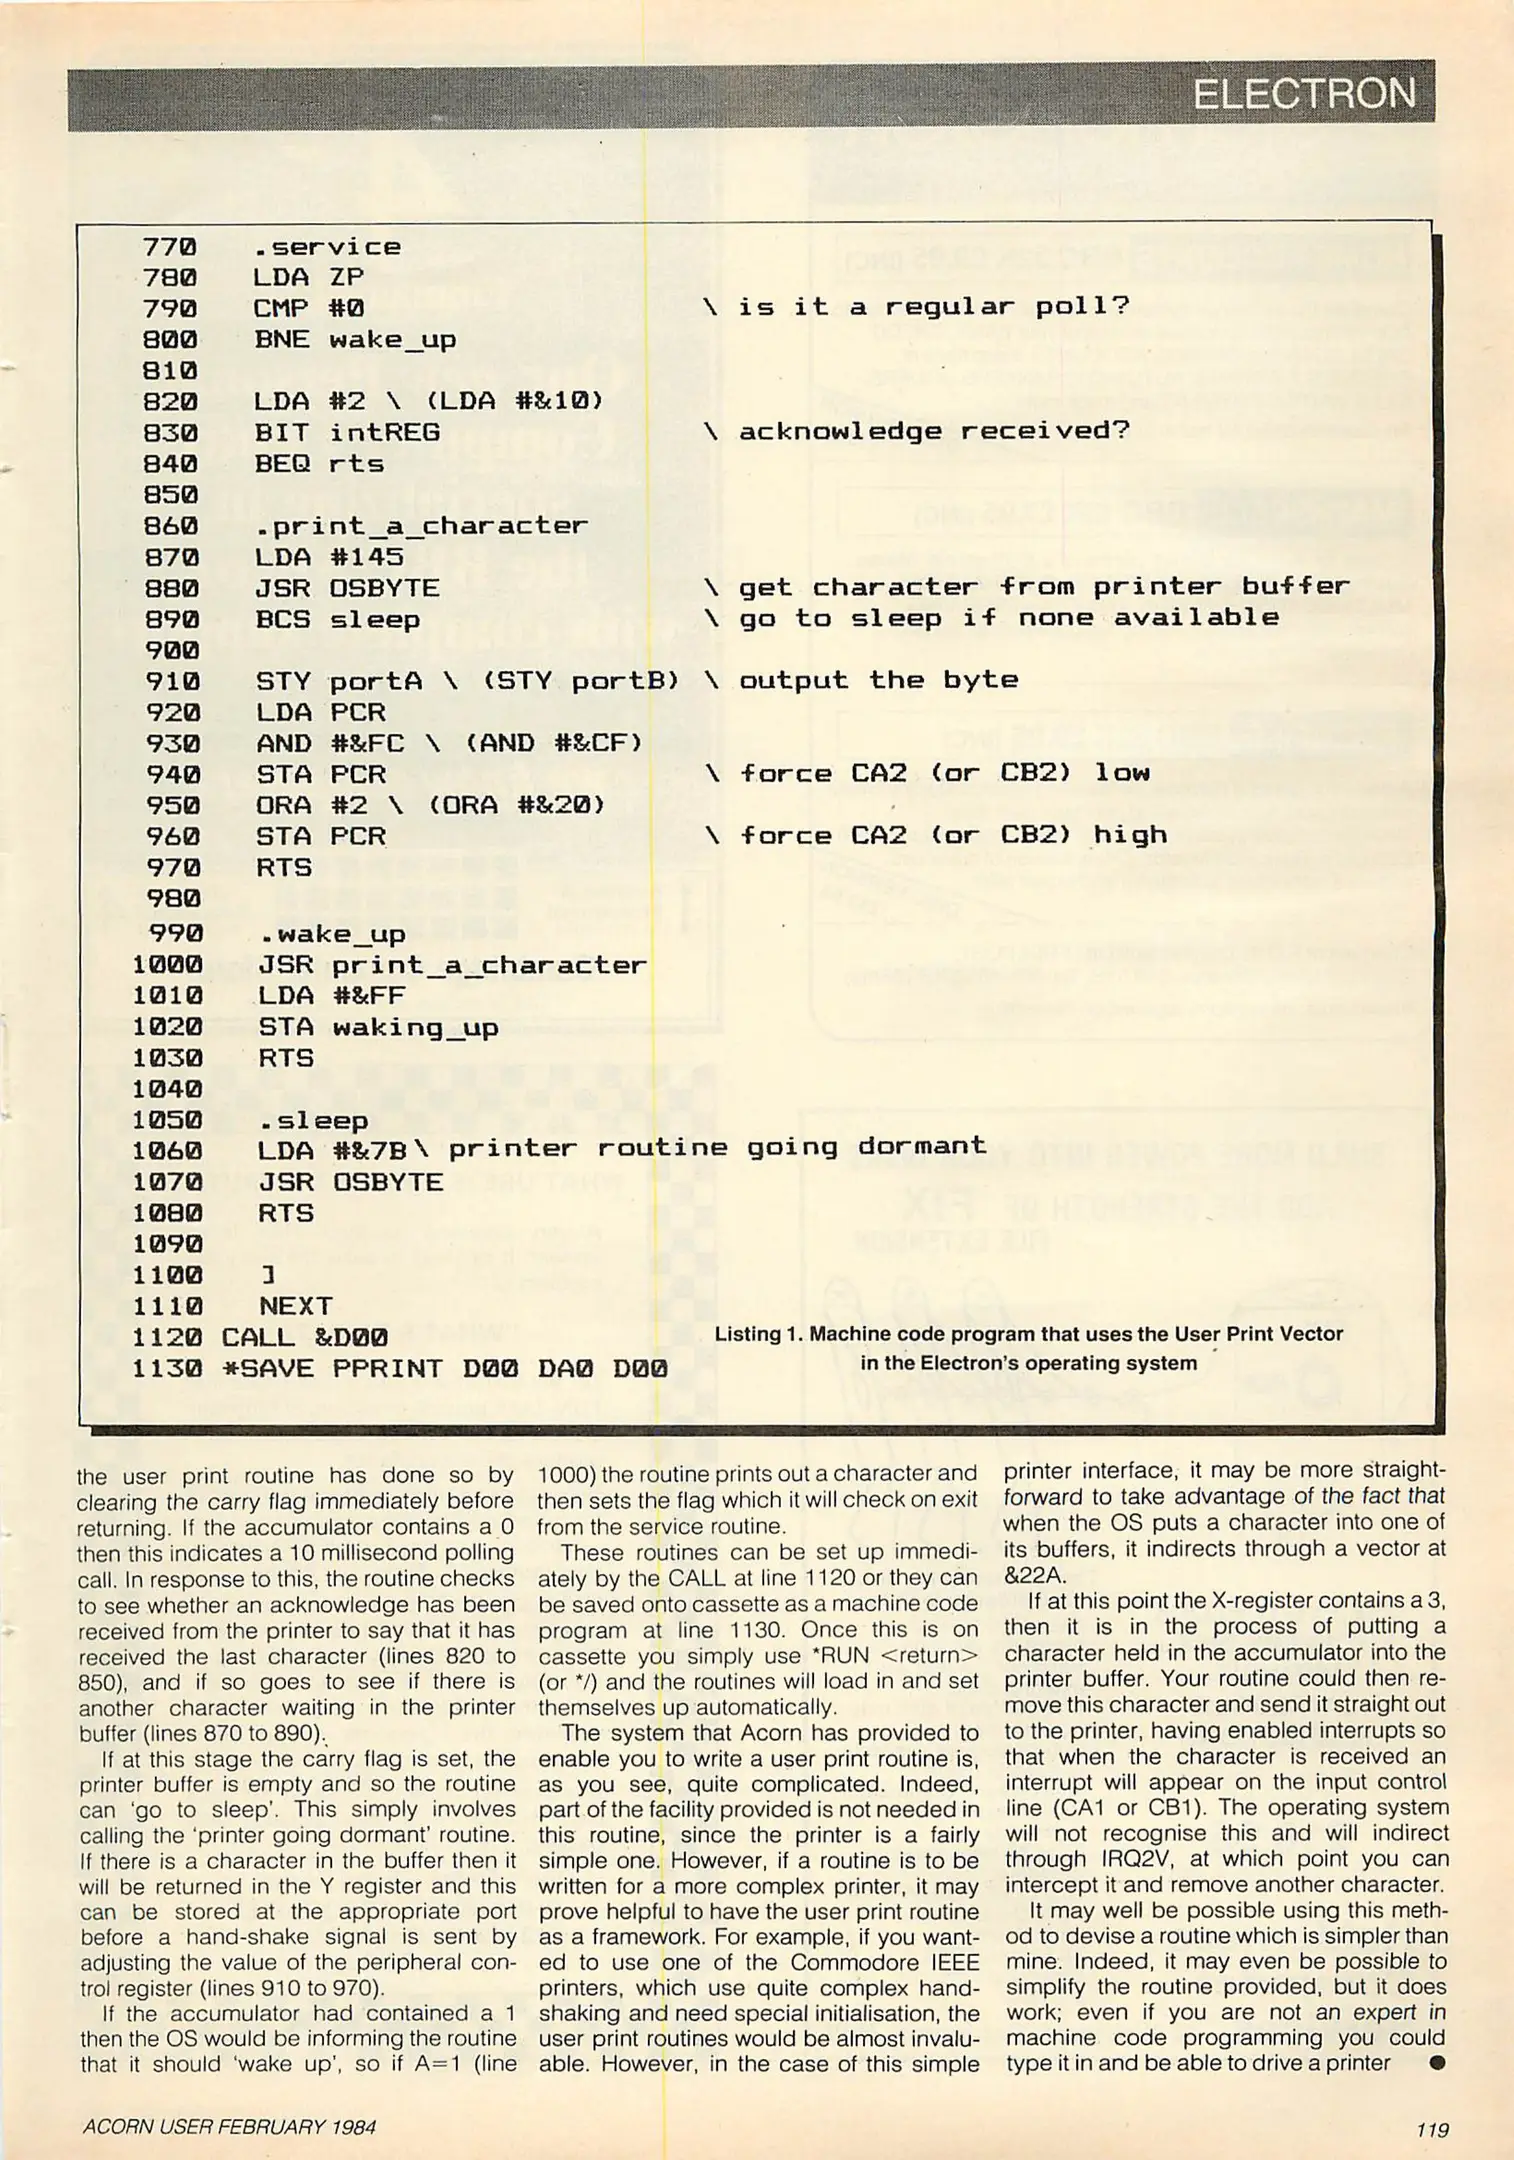 ELECTRON
770 .service
780 LDA ZP
790 CMP #0 \ is it a regular poll?
800 BNE wake_up
810
820 LDA #2 \ (LDA #&10)
830 BIT intREG \ acknowledge received?
840 BEQ rts
850
860 .print_a_character
870 LDA #145
880 JSR OSBYTE \ get character from printer buffer
890 BCS sleep \ go to sleep if none available
900
910 STY portA \ (STY portB) \ output the byte
920 LDA PCR
930 AND #&FC \ (AND #&CF)
940 STA PCR \ force CA2 (or CB2) low
950 ORA #2 \ (ORA #&20)
960 STA PCR \ force CA2 (or CB2) high
970 RTS
980
990 .wake_up
1000 JSR print_a_character
1010 LDA #&FF
1020 STA waking_up
1030 RTS
1040
1050 .sleep
1060 LDA #&7B\ printer routine going dormant
1070 JSR OSBYTE
1080 RTS
1090
1100 ]
1110 NEXT
1120 CALL &D00
1130 *SAVE PPRINT D00 DA0 D00
Listing 1. Machine code program that uses the User Print Vector
in the Electron's operating system
the user print routine has done so by
clearing the carry flag immediately before
returning. If the accumulator contains a 0
then this indicates a 10 millisecond polling
call. In response to this, the routine checks
to see whether an acknowledge has been
received from the printer to say that it has
received the last character (lines 820 to
850), and if so goes to see if there is
another character waiting in the printer
buffer (lines 870 to 890).
If at this stage the carry flag is set, the
printer buffer is empty and so the routine
can 'go to sleep'. This simply involves
calling the 'printer going dormant' routine.
If there is a character in the buffer then it
will be returned in the Y register and this
can be stored at the appropriate port
before a hand-shake signal is sent by
adjusting the value of the peripheral con-
trol register (lines 910 to 970).
If the accumulator had contained a 1
then the OS would be informing the routine
that it should 'wake up', so if A=1 (line
1000) the routine prints out a character and
then sets the flag which it will check on exit
from the service routine.
These routines can be set up immedi-
ately by the CALL at line 1120 or they can
be saved onto cassette as a machine code
program at line 1130. Once this is on
cassette you simply use *RUN <return>
(or */) and the routines will load in and set
themselves up automatically.
The system that Acorn has provided to
enable you to write a user print routine is,
as you see, quite complicated. Indeed,
part of the facility provided is not needed in
this routine, since the printer is a fairly
simple one. However, if a routine is to be
written for a more complex printer, it may
prove helpful to have the user print routine
as a framework. For example, if you want-
ed to use one of the Commodore IEEE
printers, which use quite complex hand-
shaking and need special initialisation, the
user print routines would be almost invalu-
able. However, in the case of this simple
printer interface, it may be more straight-
forward to take advantage of the fact that
when the OS puts a character into one of
its buffers, it indirects through a vector at
&22A.
If at this point the X-register contains a 3,
then it is in the process of putting a
character held in the accumulator into the
printer buffer. Your routine could then re-
move this character and send it straight out
to the printer, having enabled interrupts so
that when the character is received an
interrupt will appear on the input control
line (CA1 or CB1). The operating system
will not recognise this and will indirect
through IRQ2V, at which point you can
intercept it and remove another character.
It may well be possible using this meth-
od to devise a routine which is simpler than
mine. Indeed, it may even be possible to
simplify the routine provided, but it does
work; even if you are not an expert in
machine code programming you could
type it in and be able to drive a printer ●
ACORN USER FEBRUARY 1984
119